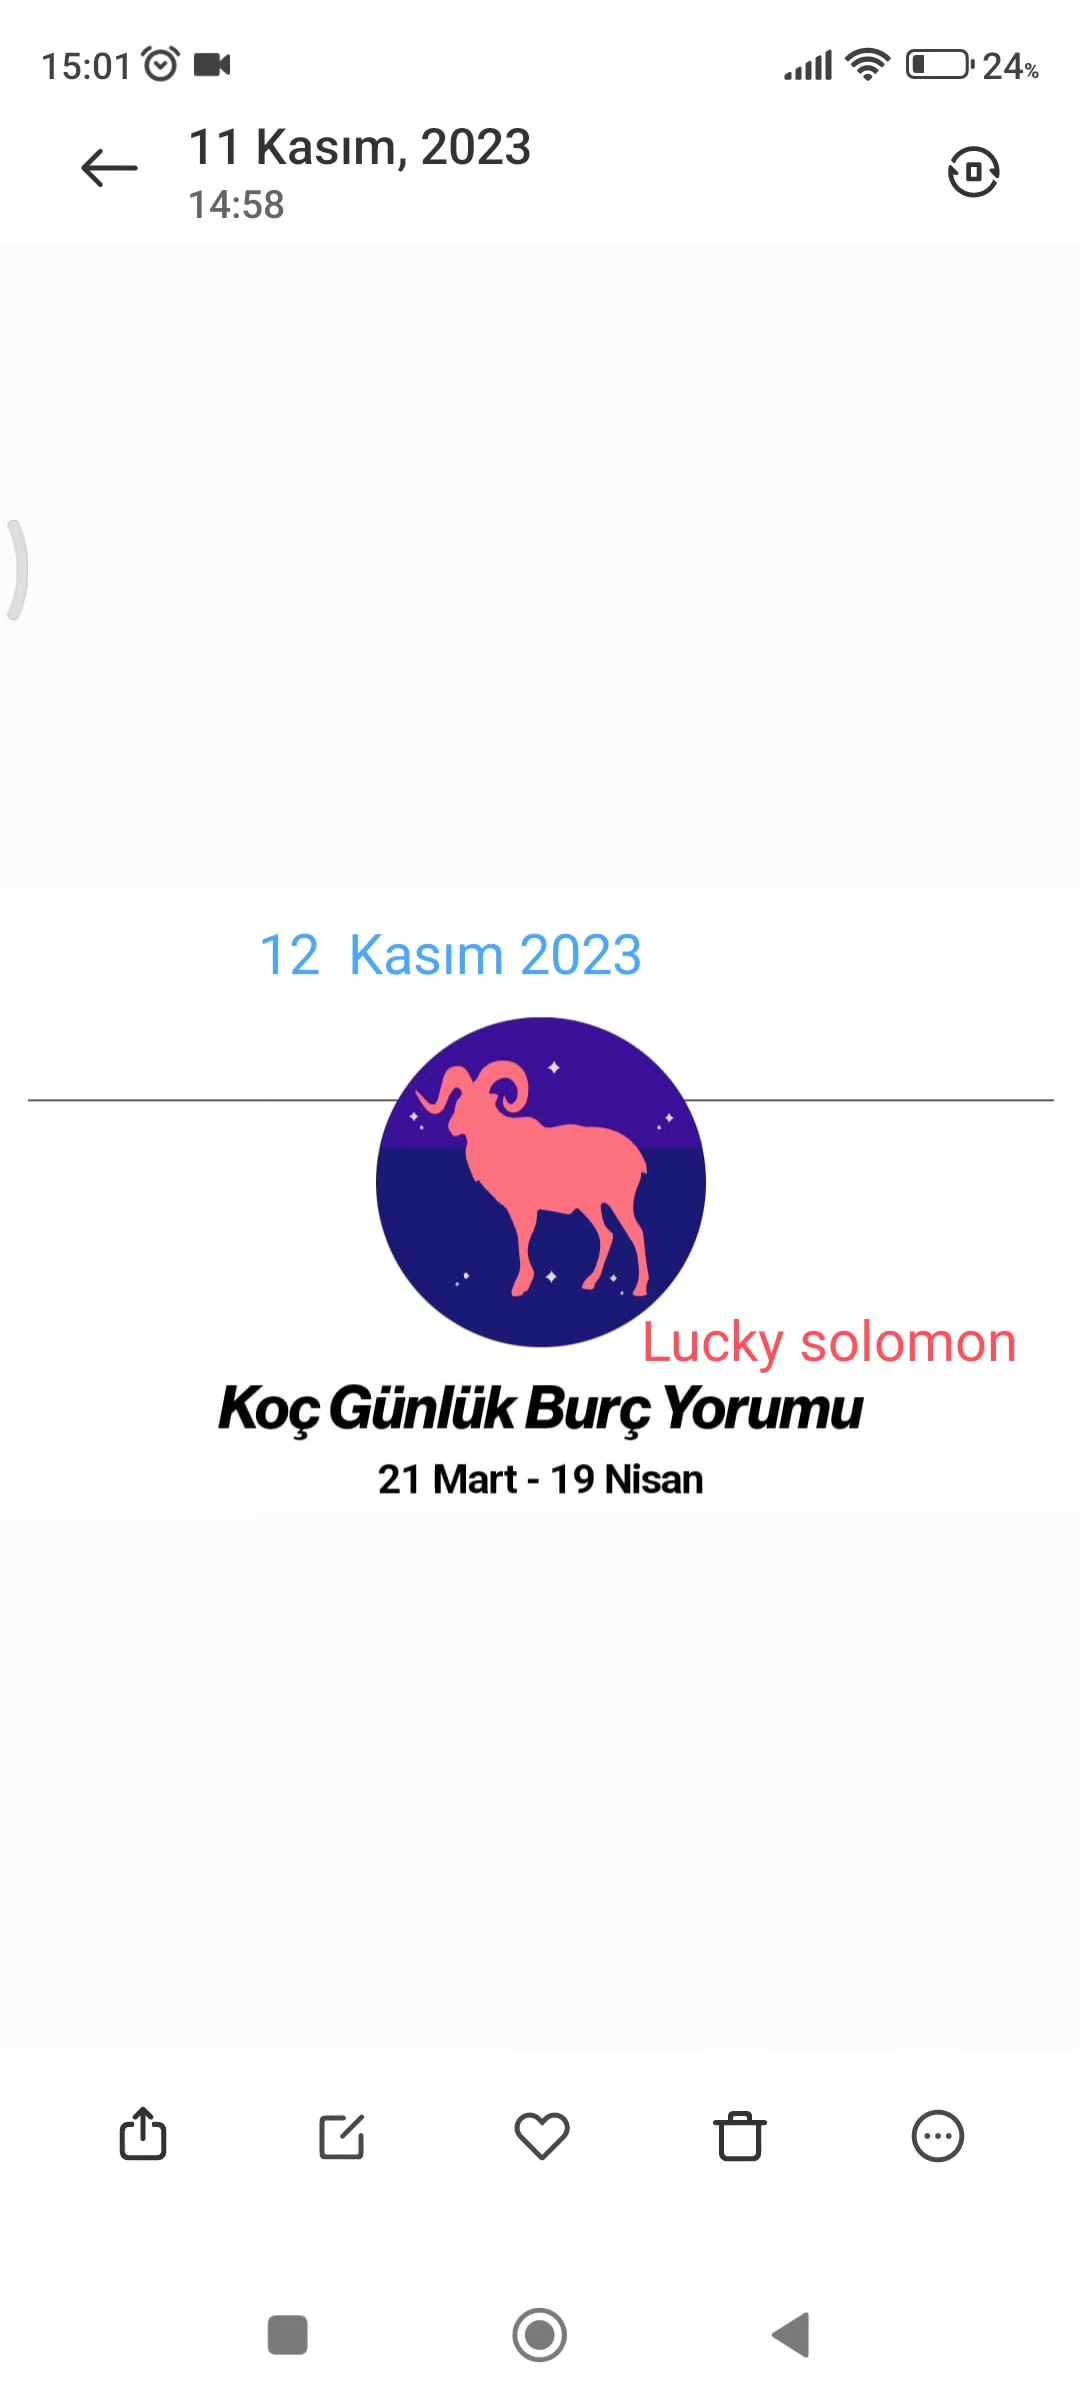 15:01
24%
11 Kasım, 2023
14:58
12 Kasım 2023
Lucky solomon
Koç Günlük Burç Yorumu
21 Mart - 19 Nisan